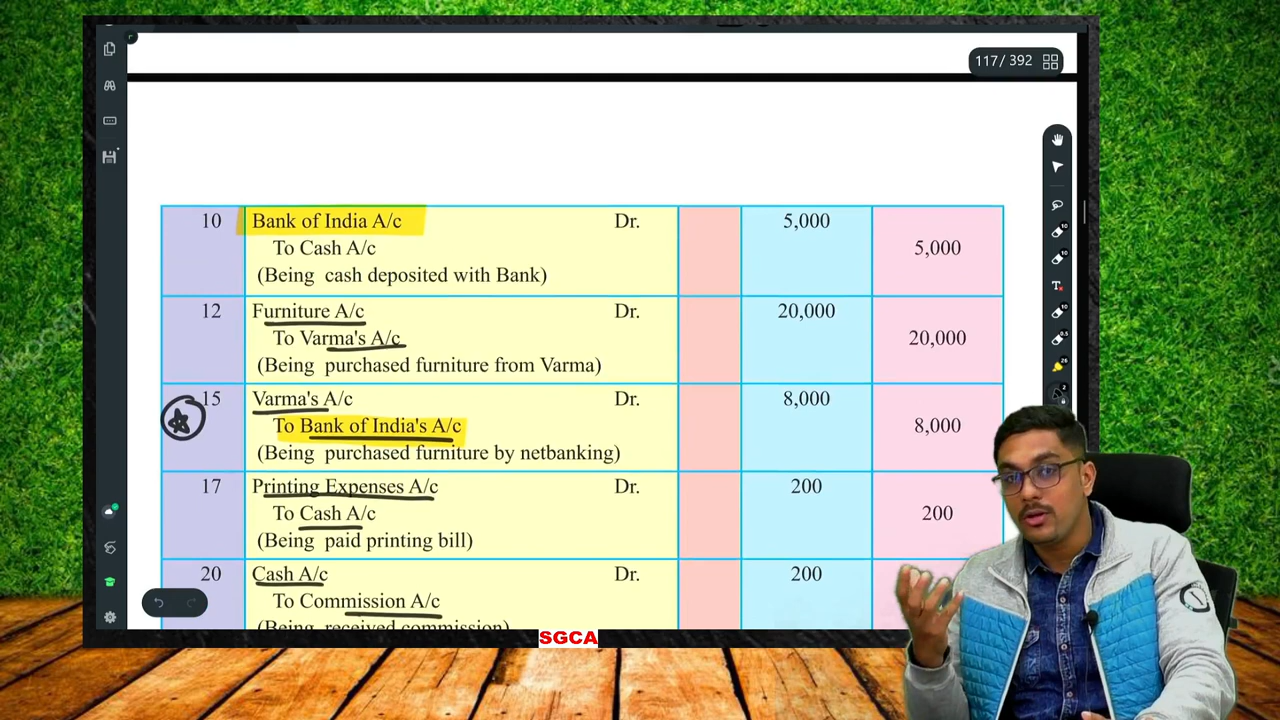 117/ 392
10 Bank of India A/c Dr. 5,000
To Cash A/c 5,000
(Being cash deposited with Bank)
12 Furniture A/c Dr. 20,000
To Varma's A/c 20,000
(Being purchased furniture from Varma)
15 Varma's A/c Dr. 8,000
To Bank of India's A/c 8,000
(Being purchased furniture by netbanking)
17 Printing Expenses A/c Dr. 200
To Cash A/c 200
(Being paid printing bill)
20 Cash A/c Dr. 200
To Commission A/c
(Being received commission)
SGCA